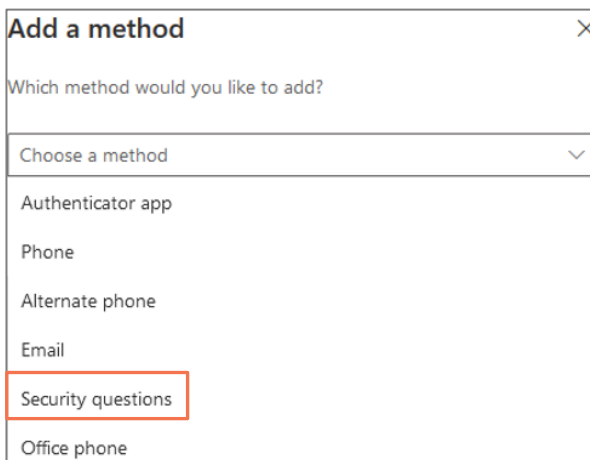 Add a method
Which method would you like to add?
Choose a method
Authenticator app
Phone
Alternate phone
Email
Security questions
Office phone